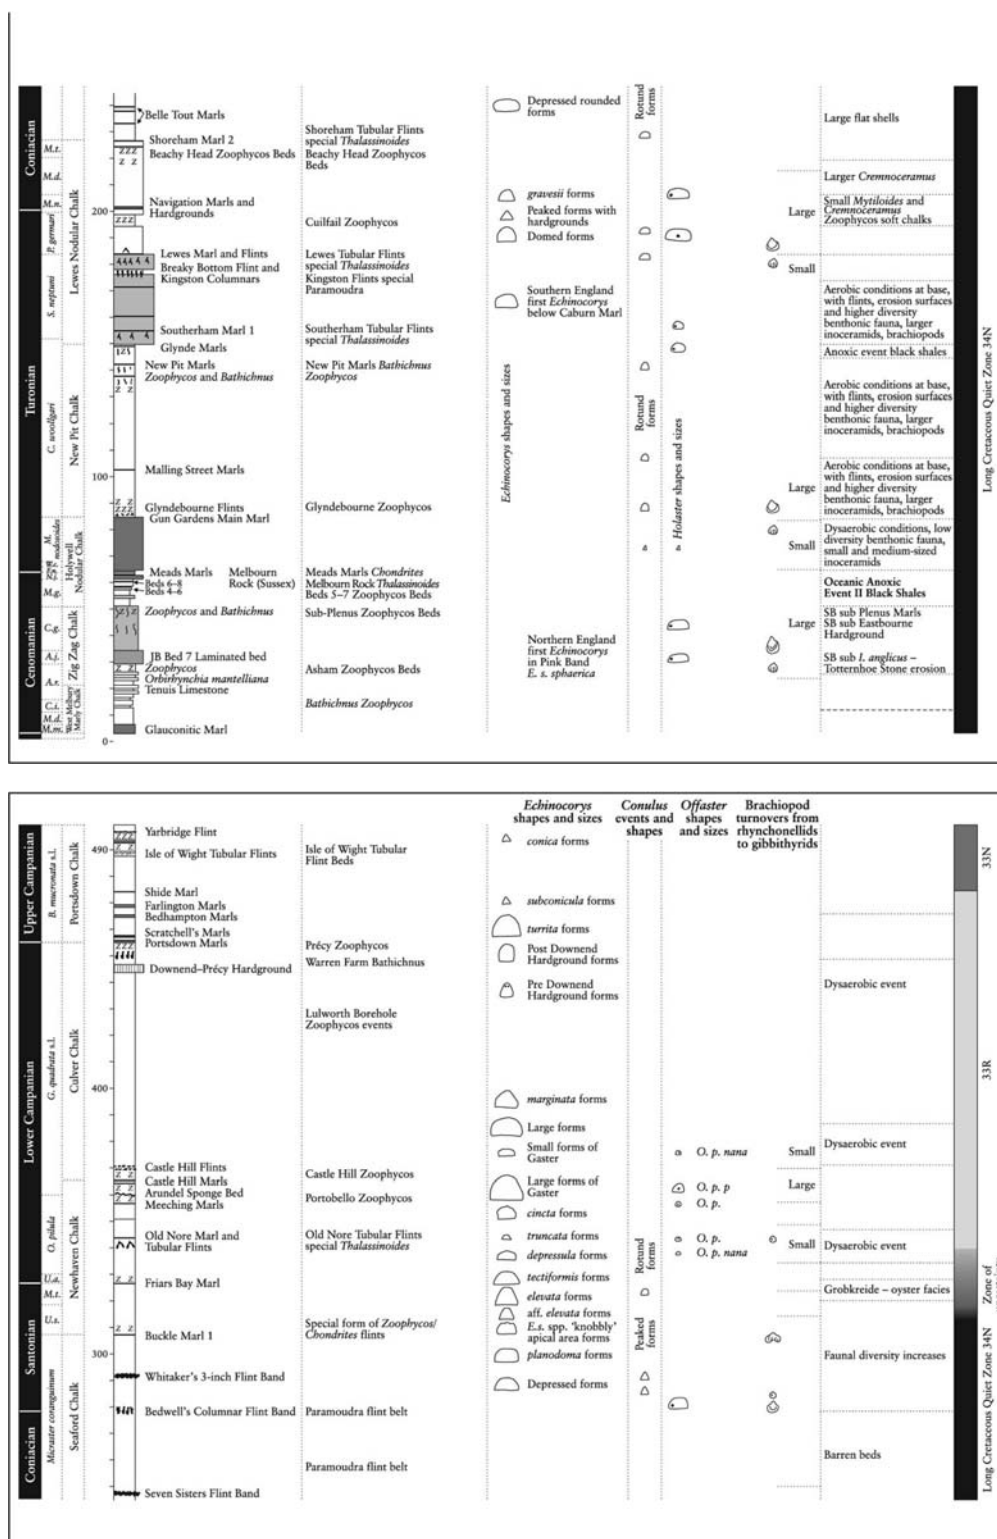 Coniacian
Turonian
Cenomanian
M.t.
M.d.
M.n.
P. germari
S. neptuni
C. woollgari
M.g.
C.g.
A.j.
A.r.
C.i.
M.d.
M.m.
Lewes Nodular Chalk
New Pit Chalk
Holywell
Nodular Chalk
Zig Zag Chalk
West Melbury
Marly Chalk
200
100
0
Belle Tout Marls
Shoreham Marl 2
Beachy Head Zoophycos Beds
Navigation Marls and
Hardgrounds
Lewes Marl and Flints
Breaky Bottom Flint and
Kingston Columnars
Southerham Marl 1
Glynde Marls
New Pit Marls
Zoophycos and Bathichnus
Malling Street Marls
Glyndebourne Flints
Gun Gardens Main Marl
Meads Marls
Melbourn
Rock (Sussex)
Beds 6–8
Beds 4–6
Zoophycos and Bathichnus
JB Bed 7 Laminated bed
Zoophycos
Orbirhynchia mantelliana
Tenuis Limestone
Glauconitic Marl
Shoreham Tubular Flints
special Thalassinoides
Beachy Head Zoophycos
Beds
Cuilfail Zoophycos
Lewes Tubular Flints
special Thalassinoides
Kingston Flints special
Paramoudra
Southerham Tubular Flints
special Thalassinoides
New Pit Marls Bathichnus
Zoophycos
Glyndebourne Zoophycos
Meads Marls Chondrites
Melbourn Rock Thalassinoides
Beds 5–7 Zoophycos Beds
Sub-Plenus Zoophycos Beds
Asham Zoophycos Beds
Bathichnus Zoophycos
Echinocorys shapes and sizes
Depressed rounded
forms
gravesii forms
Peaked forms with
hardgrounds
Domed forms
Southern England
first Echinocorys
below Caburn Marl
Northern England
first Echinocorys
in Pink Band
E. s. sphaerica
Rotund
forms
Rotund
forms
Holaster shapes and sizes
Large
Small
Large
Small
Large
Large flat shells
Larger Cremnoceramus
Small Mytiloides and
Cremnoceramus
Zoophycos soft chalks
Aerobic conditions at base,
with flints, erosion surfaces
and higher diversity
benthonic fauna, larger
inoceramids, brachiopods
Anoxic event black shales
Aerobic conditions at base,
with flints, erosion surfaces
and higher diversity
benthonic fauna, larger
inoceramids, brachiopods
Aerobic conditions at base,
with flints, erosion surfaces
and higher diversity
benthonic fauna, larger
inoceramids, brachiopods
Dysaerobic conditions, low
diversity benthonic fauna,
small and medium-sized
inoceramids
Oceanic Anoxic
Event II Black Shales
SB sub Plenus Marls
SB sub Eastbourne
Hardground
SB sub I. anglicus –
Totternhoe Stone erosion
Long Cretaceous Quiet Zone 34N
Echinocorys
shapes and sizes
Conulus
events and
shapes
Offaster
shapes
and sizes
Brachiopod
turnovers from
rhynchonellids
to gibbithyrids
Upper Campanian
Lower Campanian
Santonian
Coniacian
B. mucronata s.l.
G. quadrata s.l.
O. pilula
U.a.
M.t.
U.s.
Micraster coranguinum
Portsdown Chalk
Culver Chalk
Newhaven Chalk
Seaford Chalk
490
400
300
Yarbridge Flint
Isle of Wight Tubular Flints
Shide Marl
Farlington Marls
Bedhampton Marls
Scratchell's Marls
Portsdown Marls
Downend–Précy Hardground
Castle Hill Flints
Castle Hill Marls
Arundel Sponge Bed
Meeching Marls
Old Nore Marl and
Tubular Flints
Friars Bay Marl
Buckle Marl 1
Whitaker's 3-inch Flint Band
Bedwell's Columnar Flint Band
Seven Sisters Flint Band
Isle of Wight Tubular
Flint Beds
Précy Zoophycos
Warren Farm Bathichnus
Lulworth Borehole
Zoophycos events
Castle Hill Zoophycos
Portobello Zoophycos
Old Nore Tubular Flints
special Thalassinoides
Special form of Zoophycos/
Chondrites flints
Paramoudra flint belt
Paramoudra flint belt
conica forms
subconicula forms
turrita forms
Post Downend
Hardground forms
Pre Downend
Hardground forms
marginata forms
Large forms
Small forms of
Gaster
Large forms of
Gaster
cincta forms
truncata forms
depressula forms
tectiformis forms
elevata forms
aff. elevata forms
E.s. spp. 'knobbly'
apical area forms
planodoma forms
Depressed forms
Rotund
forms
Peaked
forms
O. p. nana
O. p. p
O. p.
O. p.
O. p. nana
Small
Large
Small
Dysaerobic event
Dysaerobic event
Dysaerobic event
Grobkreide – oyster facies
Faunal diversity increases
Barren beds
33N
33R
Zone of
Long Cretaceous Quiet Zone 34N